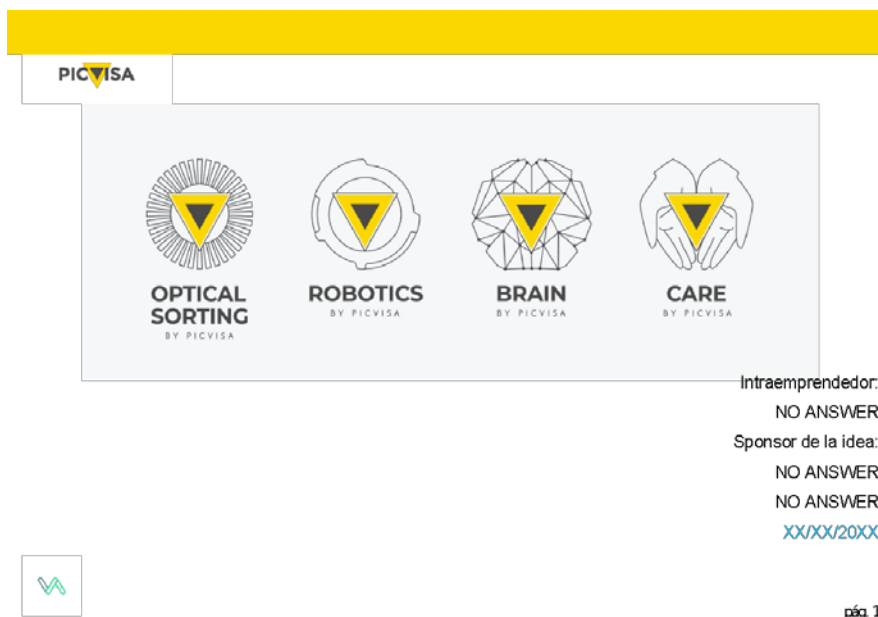 PICVISA
OPTICAL
SORTING
BY PICVISA
ROBOTICS
BY PICVISA
BRAIN
BY PICVISA
CARE
BY PICVISA
Intraemprendedor:
NO ANSWER
Sponsor de la idea:
NO ANSWER
NO ANSWER
XX/XX/20XX
pág. 1